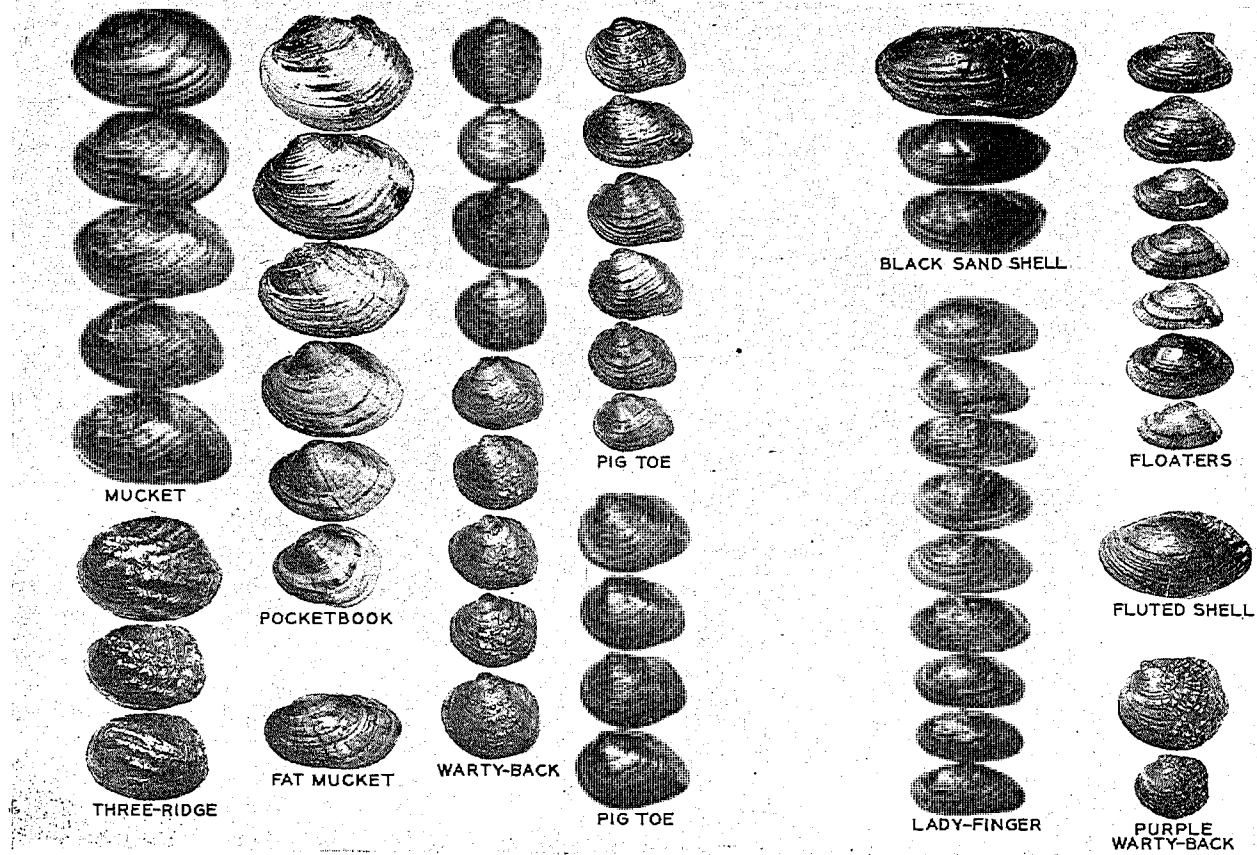 MUCKET
THREE-RIDGE
POCKETBOOK
FAT MUCKET
WARTY-BACK
PIG TOE
PIG TOE
BLACK SAND SHELL
LADY-FINGER
FLOATERS
FLUTED SHELL
PURPLE
WARTY-BACK